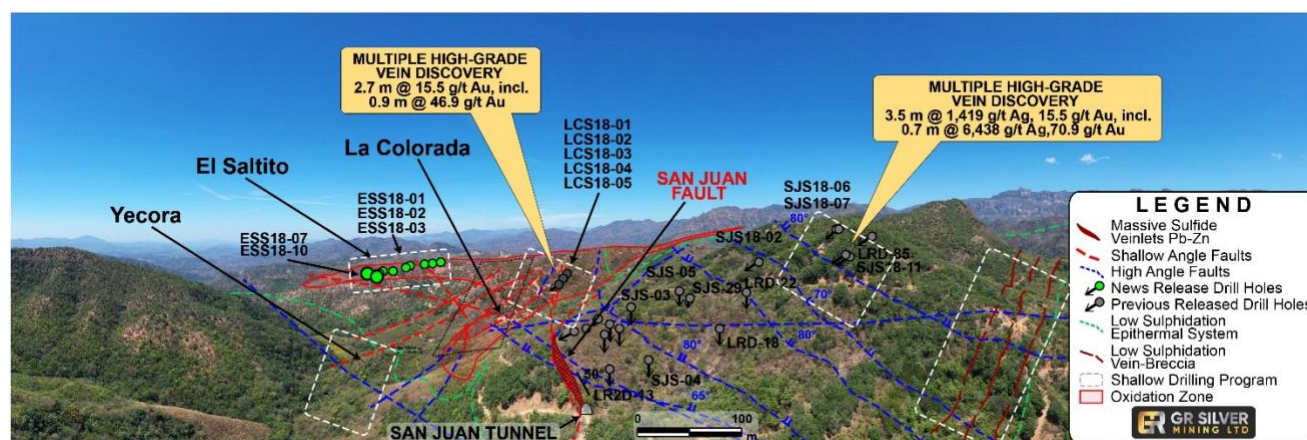 MULTIPLE HIGH-GRADE
VEIN DISCOVERY
2.7 m @ 15.5 g/t Au, incl.
0.9 m @ 46.9 g/t Au
MULTIPLE HIGH-GRADE
VEIN DISCOVERY
3.5 m @ 1,419 g/t Ag, 15.5 g/t Au, incl.
0.7 m @ 6,438 g/t Ag,70.9 g/t Au
El Saltito
La Colorada
Yecora
ESS18-01
ESS18-02
ESS18-03
ESS18-07
ESS18-10
LCS18-01
LCS18-02
LCS18-03
LCS18-04
LCS18-05
SAN JUAN
FAULT
SJS18-06
SJS18-07
80°
SJS18-02
LRD-85
SJS18-11
SJS-05
SJS-03
SJS-29
LRD-22
70°
80°
80°
LRD-18
SJS-04
80°
LR2D-13
65°
SAN JUAN TUNNEL
0 100
m
LEGEND
Massive Sulfide
Veinlets Pb-Zn
Shallow Angle Faults
High Angle Faults
News Release Drill Holes
Previous Released Drill Holes
Low Sulphidation
Epithermal System
Low Sulphidation
Vein-Breccia
Shallow Drilling Program
Oxidation Zone
GR SILVER
MINING LTD